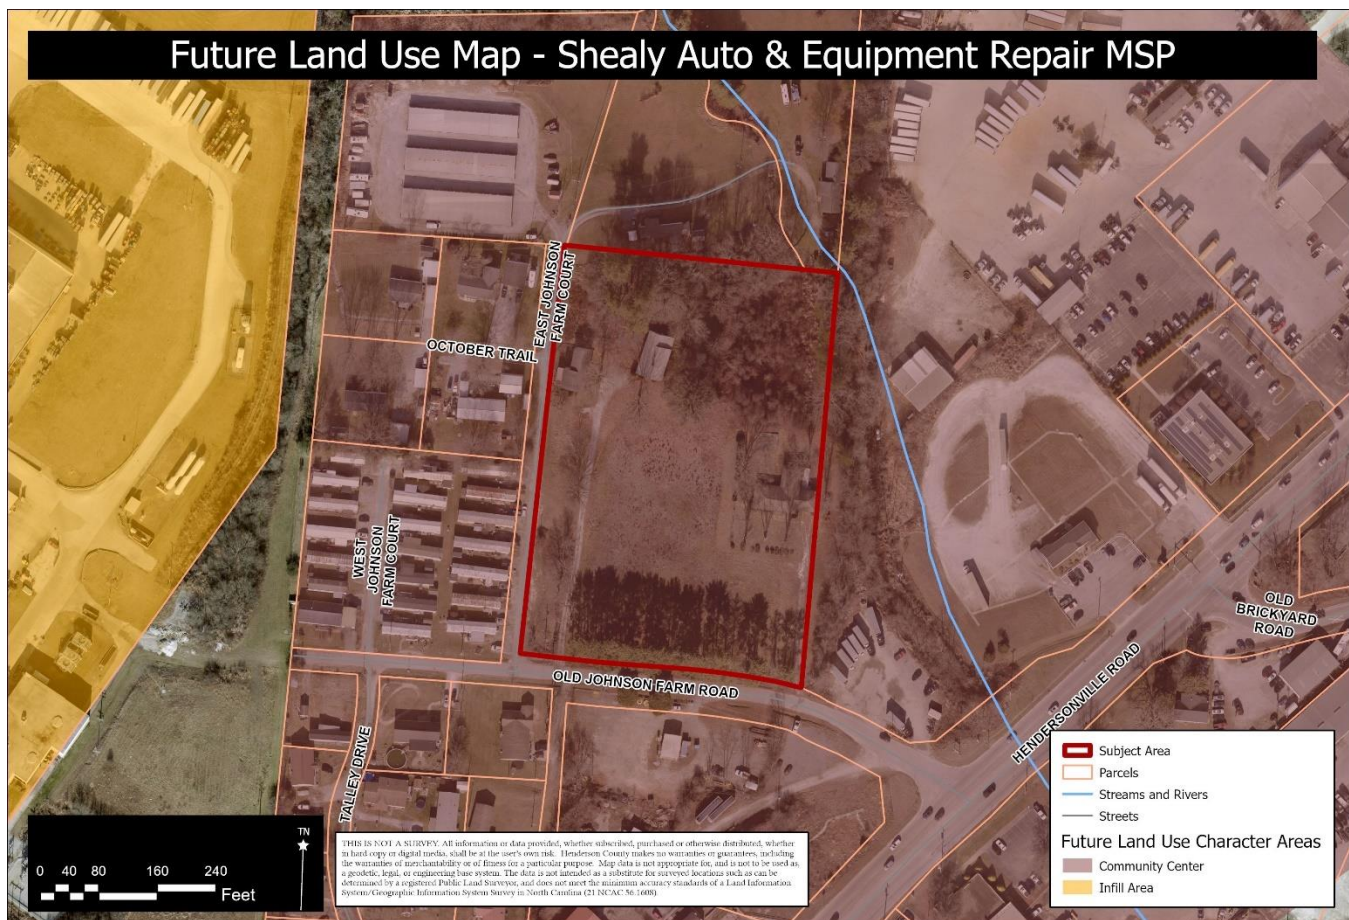 Future Land Use Map - Shealy Auto & Equipment Repair MSP
EAST JOHNSON
FARM COURT
OCTOBER TRAIL
WEST
JOHNSON
FARM COURT
OLD JOHNSON FARM ROAD
TALLEY DRIVE
HENDERSONVILLE ROAD
OLD
BRICKYARD
ROAD
Subject Area
Parcels
Streams and Rivers
Streets
Future Land Use Character Areas
Community Center
Infill Area
TN
0 40 80 160 240
Feet
THIS IS NOT A SURVEY. All information or data provided, whether subscribed, purchased or otherwise distributed, whether
in hard copy or digital media, shall be at the user's own risk. Henderson County makes no warranties or guarantees, including
the warranties of merchantability or of fitness for a particular purpose. Map data is not appropriate for, and is not to be used as,
a geodetic, legal, or engineering base system. The data is not intended as a substitute for surveyed locations such as can be
determined by a registered Public Land Surveyor, and does not meet the minimum accuracy standards of a Land Information
System/Geographic Information System Survey in North Carolina (21 NCAC 56.1608).